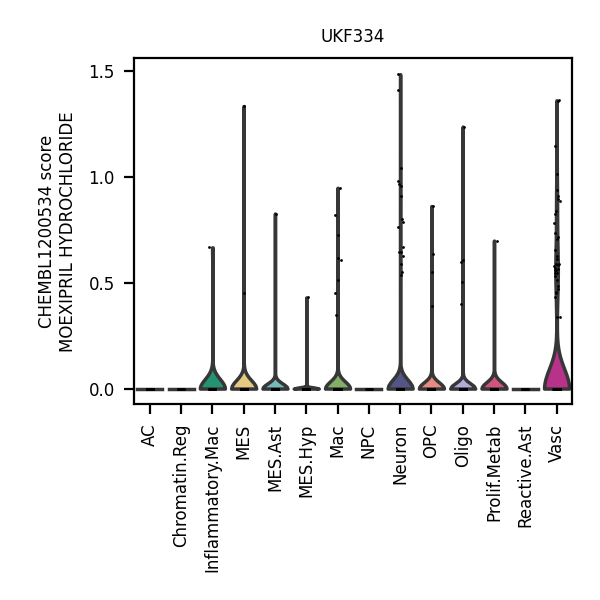 UKF334
CHEMBL1200534 score
MOEXIPRIL HYDROCHLORIDE
1.5
1.0
0.5
0.0
AC
Chromatin.Reg
Inflammatory.Mac
MES
MES.Ast
MES.Hyp
Mac
NPC
Neuron
OPC
Oligo
Prolif.Metab
Reactive.Ast
Vasc